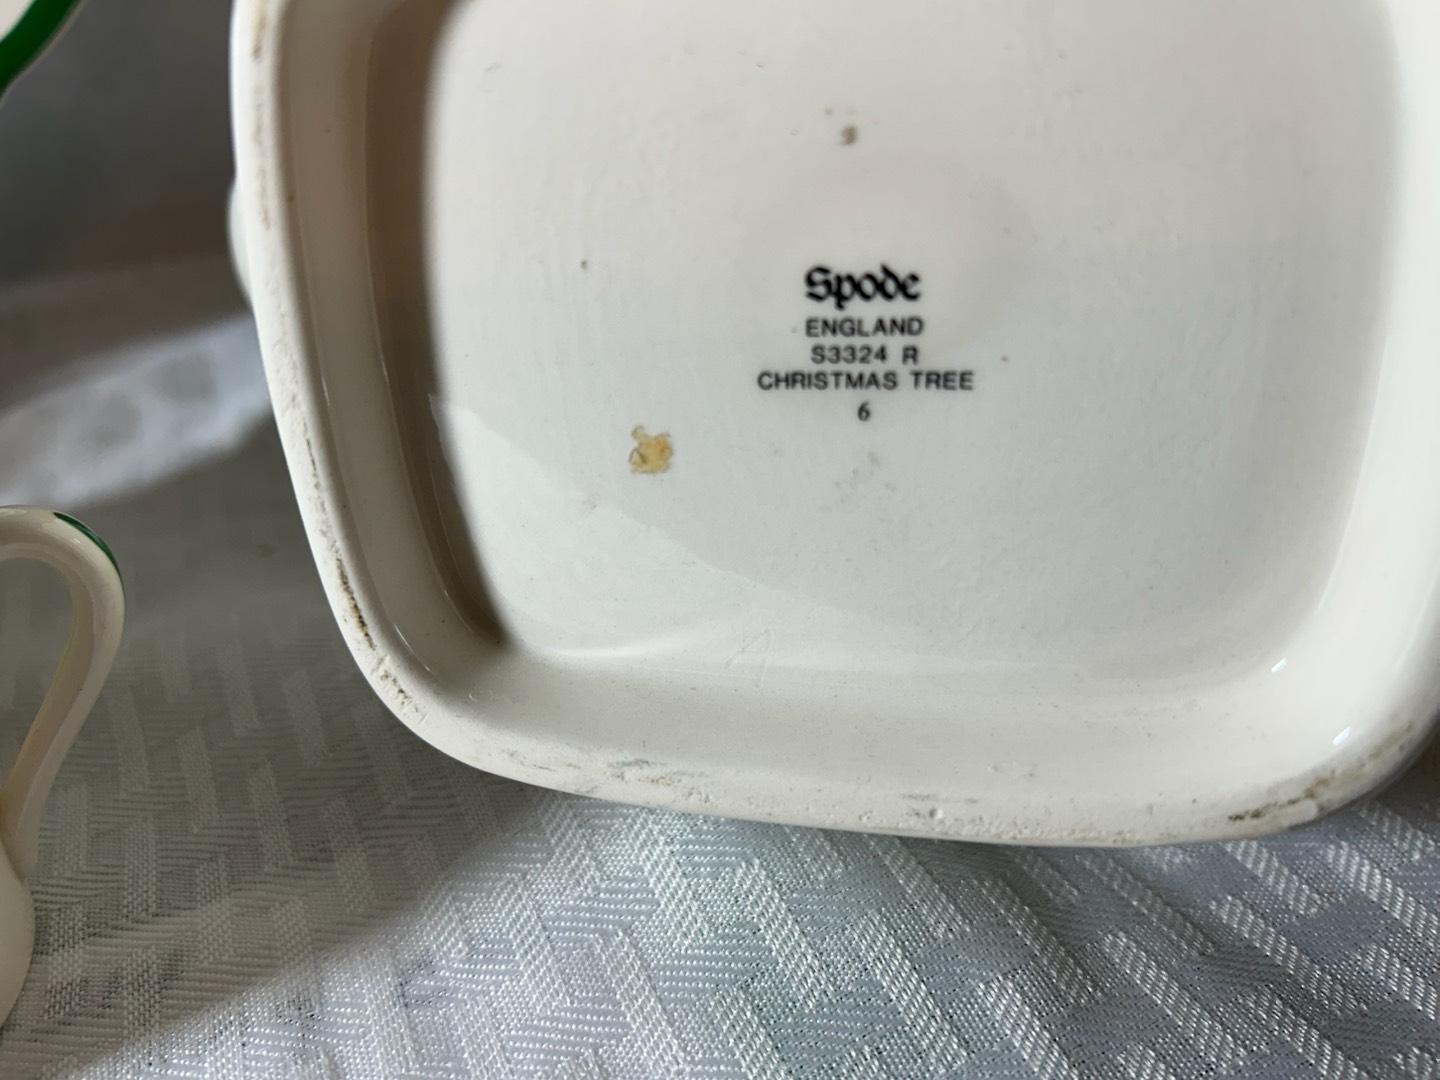 Spode
ENGLAND
S3324 R
CHRISTMAS TREE
6